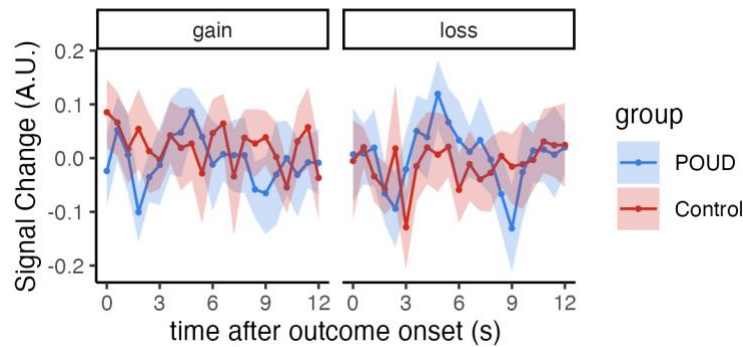 gain
loss
0.2
0.1
0.0
-0.1
-0.2
Signal Change (A.U.)
0 3 6 9 12
0 3 6 9 12
time after outcome onset (s)
group
POUD
Control